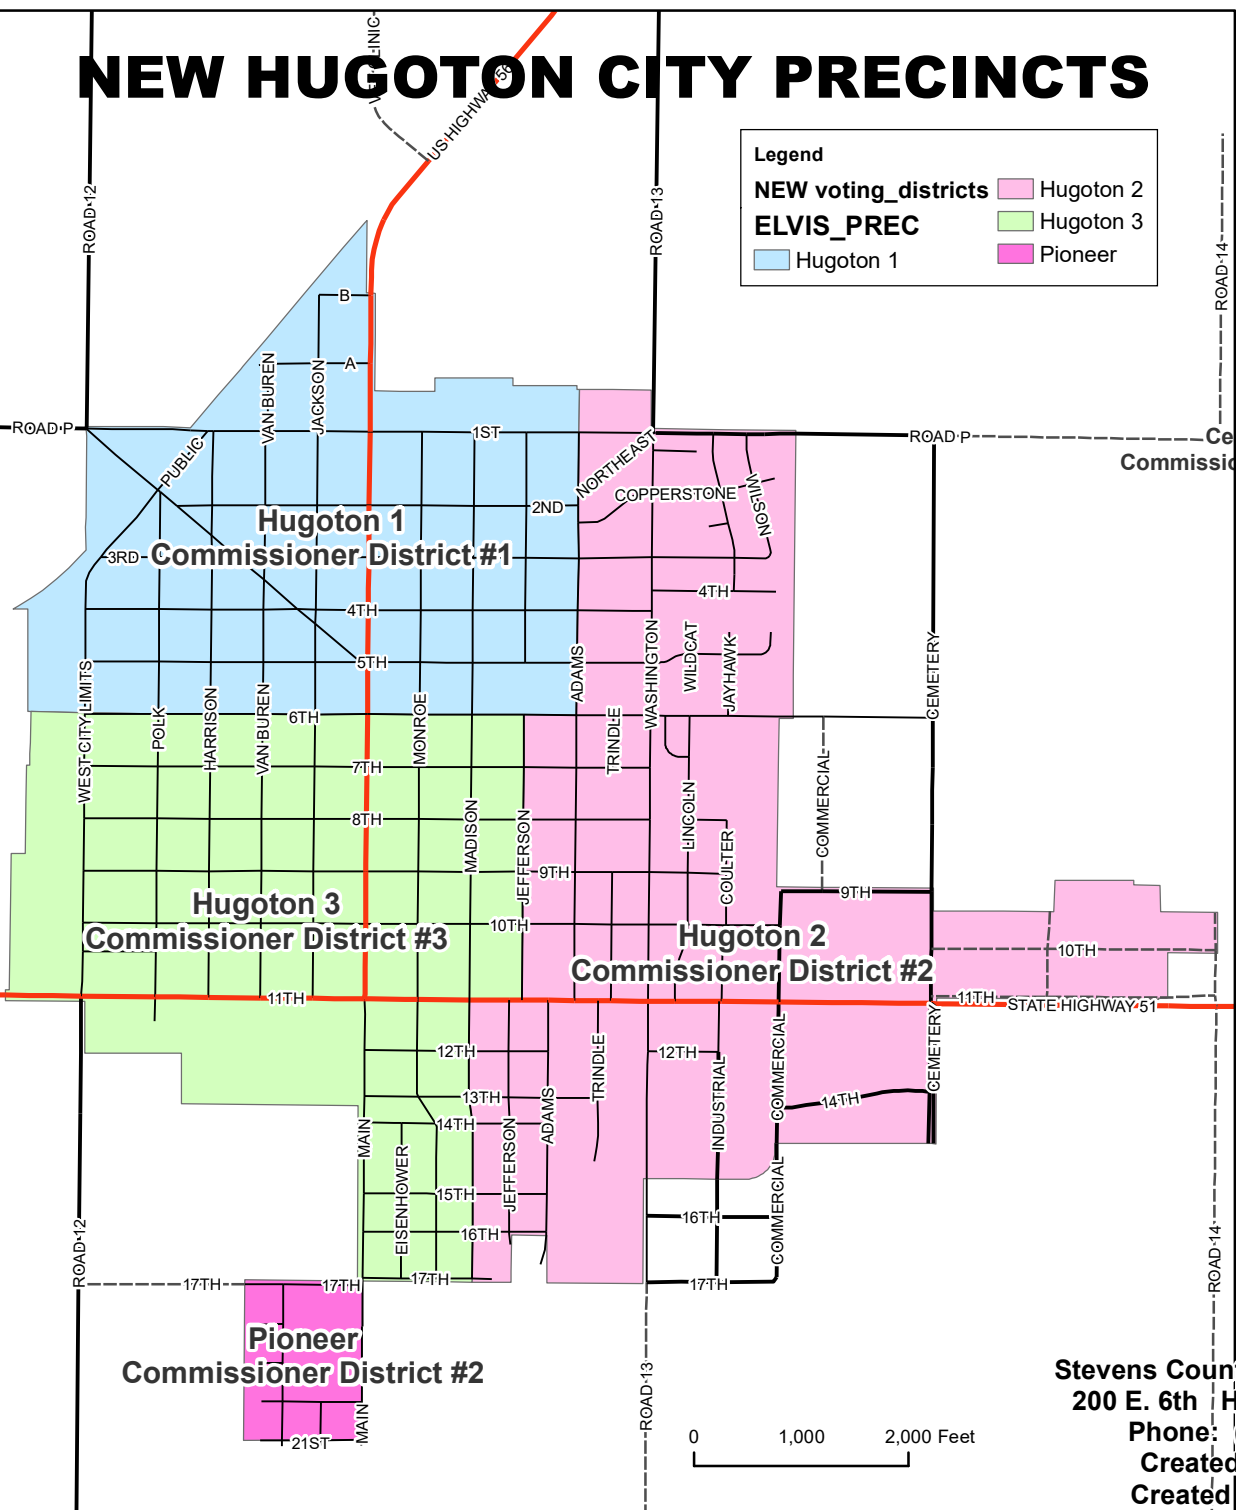 NEW HUGOTON CITY PRECINCTS
US HIGHWAY 56
ROAD 12
ROAD 13
ROAD 14
Legend
NEW voting_districts
ELVIS_PREC
Hugoton 1
Hugoton 2
Hugoton 3
Pioneer
B
A
VAN BUREN
JACKSON
ROAD P
PUBLIC
1ST
NORTHEAST
ROAD P
COPPERSTONE
WILSON
2ND
Hugoton 1
Commissioner District #1
3RD
4TH
4TH
5TH
WEST CITY LIMITS
POLK
HARRISON
VAN BUREN
6TH
MONROE
ADAMS
TRINDLE
WASHINGTON
WILDCAT
JAYHAWK
CEMETERY
7TH
8TH
MADISON
JEFFERSON
LINCOLN
COULTER
COMMERCIAL
9TH
9TH
Hugoton 3
Commissioner District #3
10TH
Hugoton 2
Commissioner District #2
10TH
11TH
11TH
STATE HIGHWAY 51
12TH
12TH
TRINDLE
INDUSTRIAL
COMMERCIAL
CEMETERY
13TH
14TH
14TH
MAIN
EISENHOWER
JEFFERSON
ADAMS
15TH
16TH
16TH
COMMERCIAL
ROAD 12
17TH
17TH
17TH
17TH
ROAD 14
Pioneer
Commissioner District #2
MAIN
21ST
ROAD 13
0 1,000 2,000 Feet
Stevens Coun
200 E. 6th H
Phone:
Created
Created
Ce
Commissio